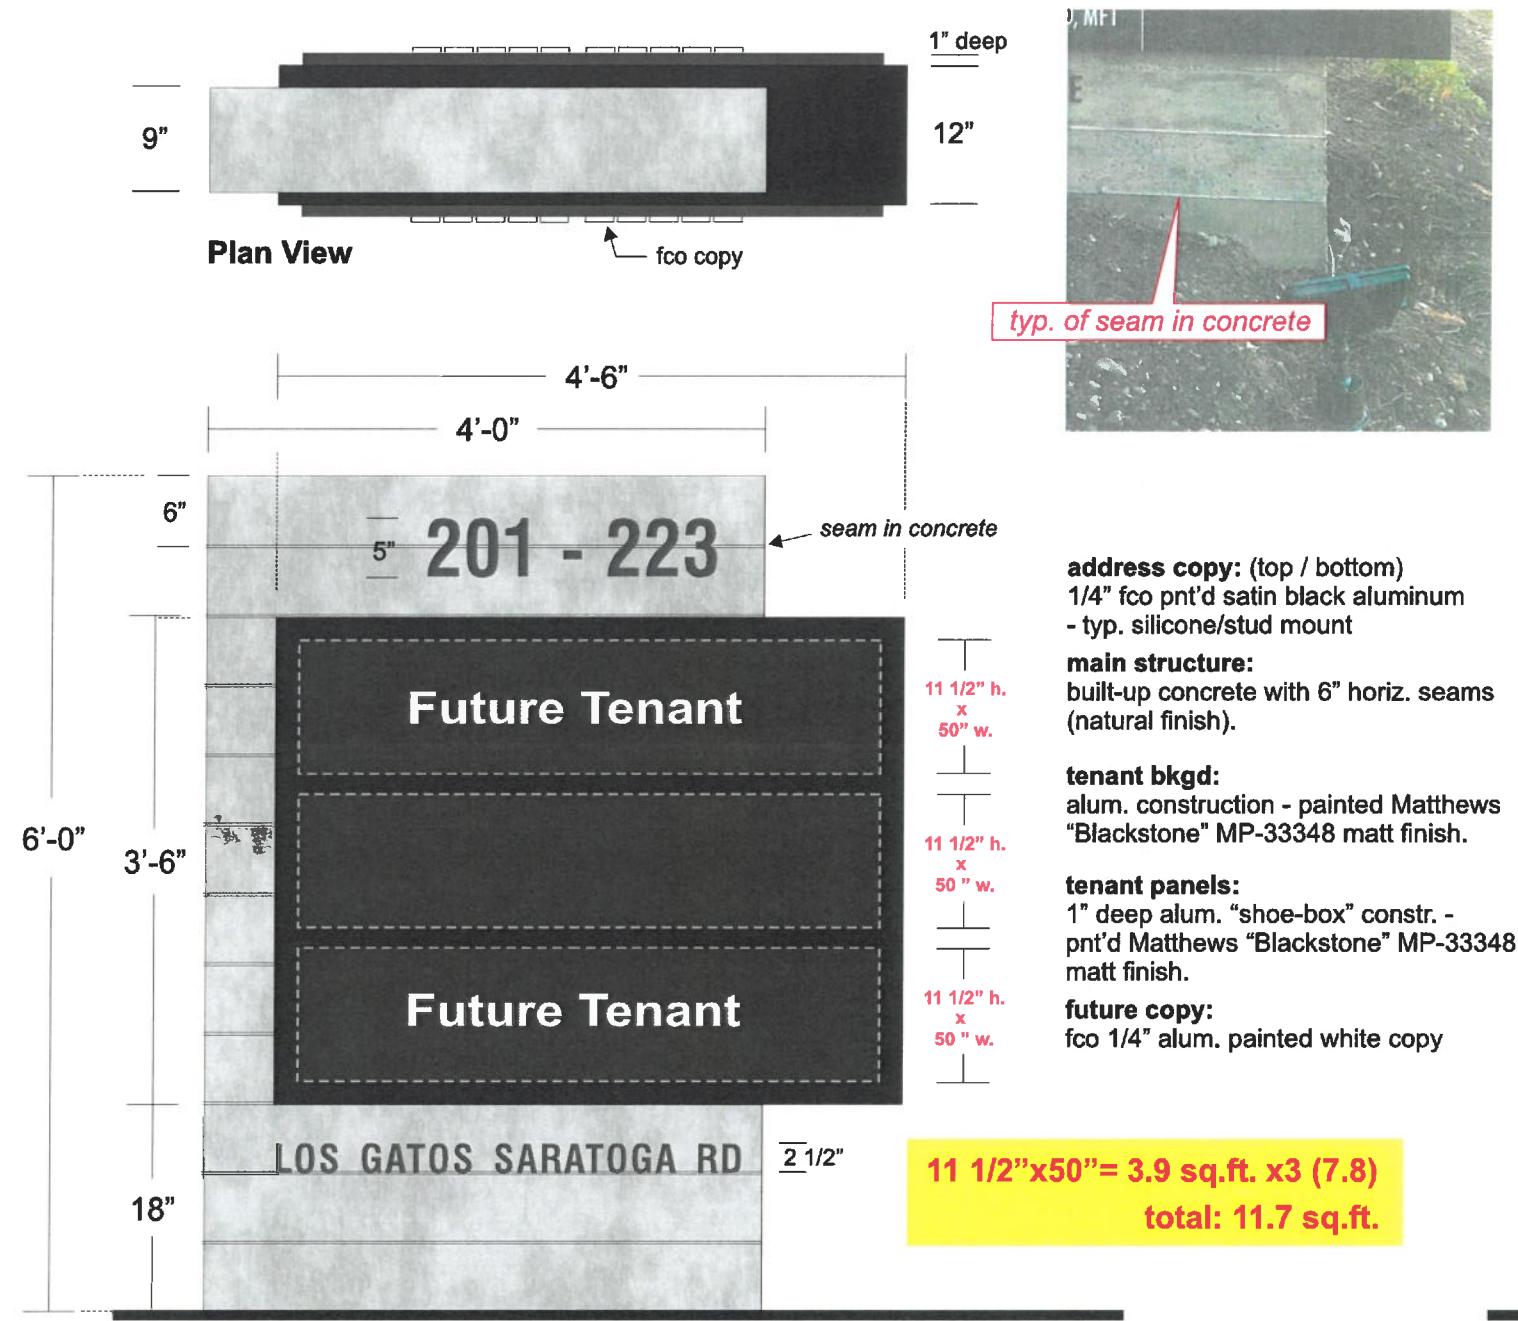 1” deep
9”
12”
Plan View
fco copy
, MFT
E
typ. of seam in concrete
4’-6”
4’-0”
6”
5”
201 - 223
seam in concrete
6’-0”
3’-6”
18”
Future Tenant
Future Tenant
11 1/2” h.
x
50” w.
11 1/2” h.
x
50 ” w.
11 1/2” h.
x
50 ” w.
LOS GATOS SARATOGA RD
2 1/2”
address copy: (top / bottom)
1/4” fco pnt’d satin black aluminum
- typ. silicone/stud mount
main structure:
built-up concrete with 6” horiz. seams
(natural finish).
tenant bkgd:
alum. construction - painted Matthews
“Blackstone” MP-33348 matt finish.
tenant panels:
1” deep alum. “shoe-box” constr. -
pnt’d Matthews “Blackstone” MP-33348
matt finish.
future copy:
fco 1/4” alum. painted white copy
11 1/2”x50”= 3.9 sq.ft. x3 (7.8)
total: 11.7 sq.ft.